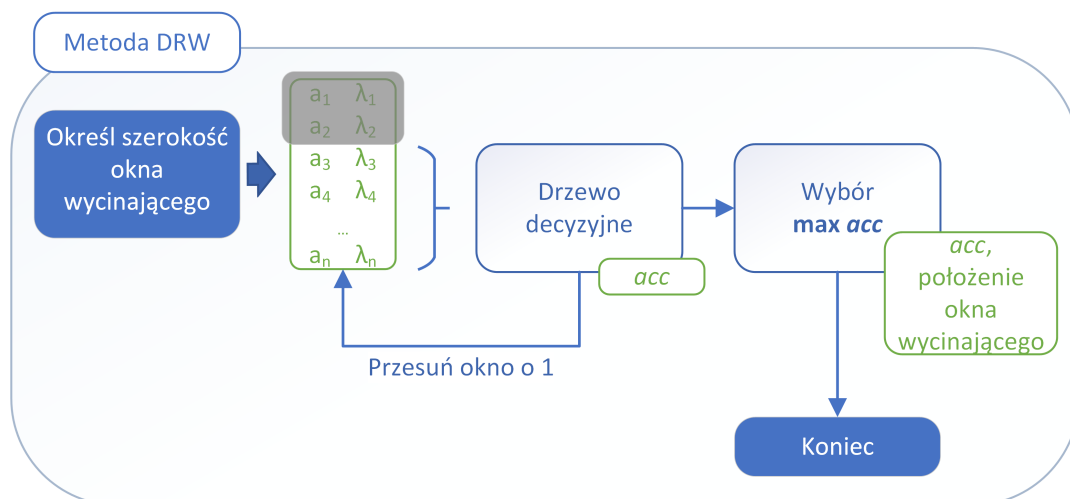 Metoda DRW
Określ szerokość
okna
wycinającego
a₁ λ₁
a₂ λ₂
a₃ λ₃
a₄ λ₄
...
aₙ λₙ
Drzewo
decyzyjne
acc
Przesuń okno o 1
Wybór
max acc
acc,
położenie
okna
wycinającego
Koniec